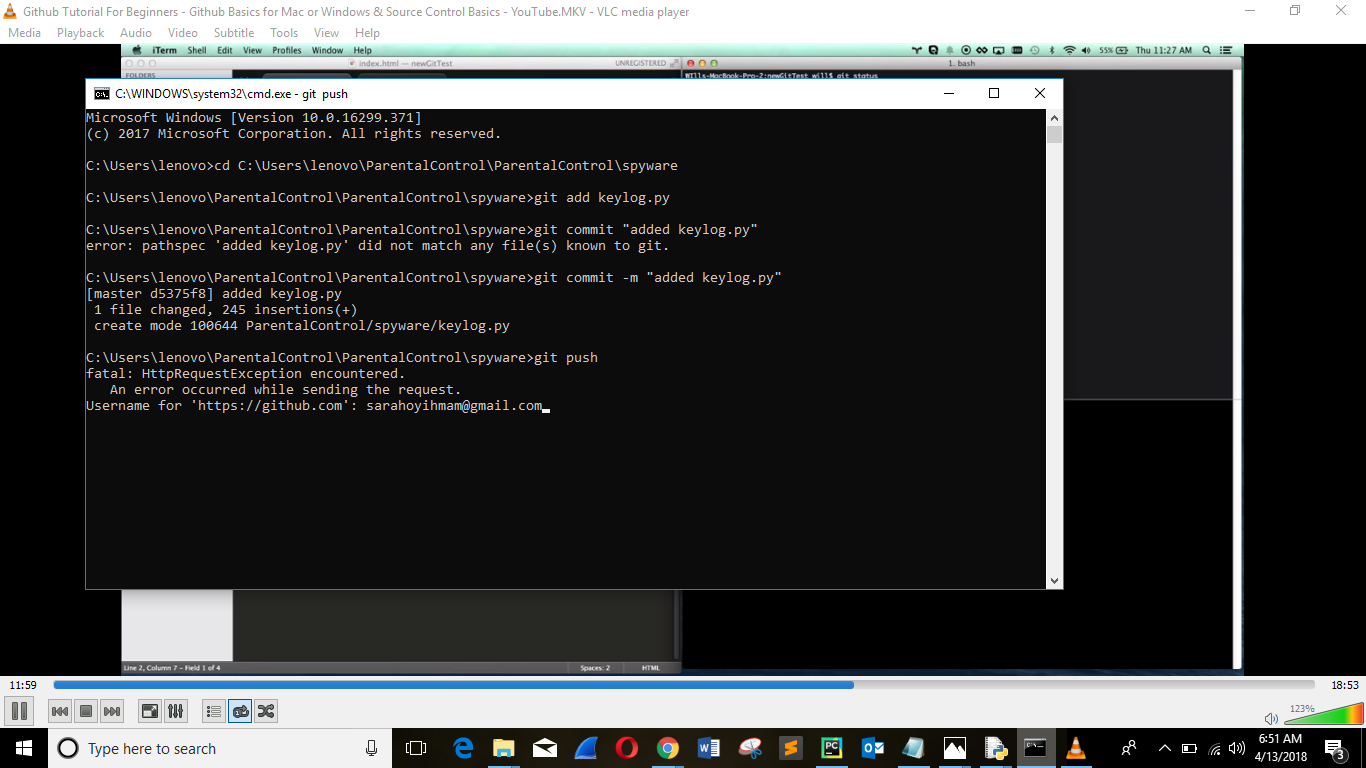 Github Tutorial For Beginners - Github Basics for Mac or Windows & Source Control Basics - YouTube.MKV - VLC media player
Media Playback Audio Video Subtitle Tools View Help
iTerm Shell Edit View Profiles Window Help
55% Thu 11:27 AM
index.html — newGitTest
UNREGISTERED
1. bash
FOLDERS
Wills-MacBook-Pro-2:newGitTest will$ git status
C:\WINDOWS\system32\cmd.exe - git  push
Microsoft Windows [Version 10.0.16299.371]
(c) 2017 Microsoft Corporation. All rights reserved.
C:\Users\lenovo>cd C:\Users\lenovo\ParentalControl\ParentalControl\spyware
C:\Users\lenovo\ParentalControl\ParentalControl\spyware>git add keylog.py
C:\Users\lenovo\ParentalControl\ParentalControl\spyware>git commit "added keylog.py"
error: pathspec 'added keylog.py' did not match any file(s) known to git.
C:\Users\lenovo\ParentalControl\ParentalControl\spyware>git commit -m "added keylog.py"
[master d5375f8] added keylog.py
1 file changed, 245 insertions(+)
create mode 100644 ParentalControl/spyware/keylog.py
C:\Users\lenovo\ParentalControl\ParentalControl\spyware>git push
fatal: HttpRequestException encountered.
An error occurred while sending the request.
Username for 'https://github.com': sarahoyihmam@gmail.com
Line 2, Column 7 – Field 1 of 4
Spaces: 2
HTML
11:59
18:53
123%
Type here to search
6:51 AM
4/13/2018
3